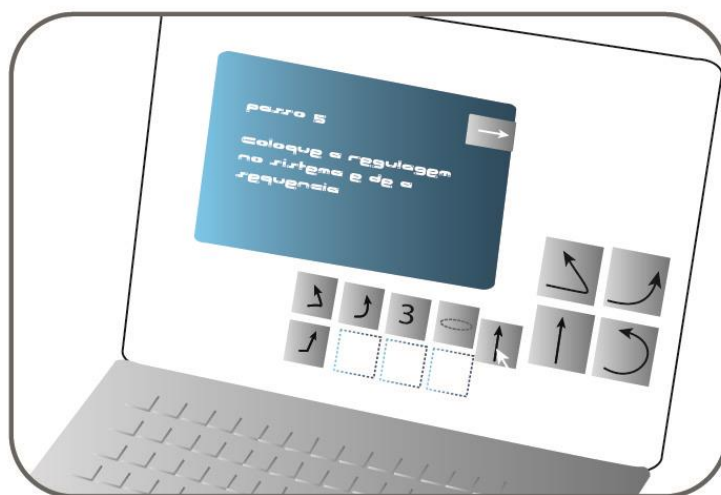 passo 5
Coloque a regulagem
no sistema e de a
sequencia
3